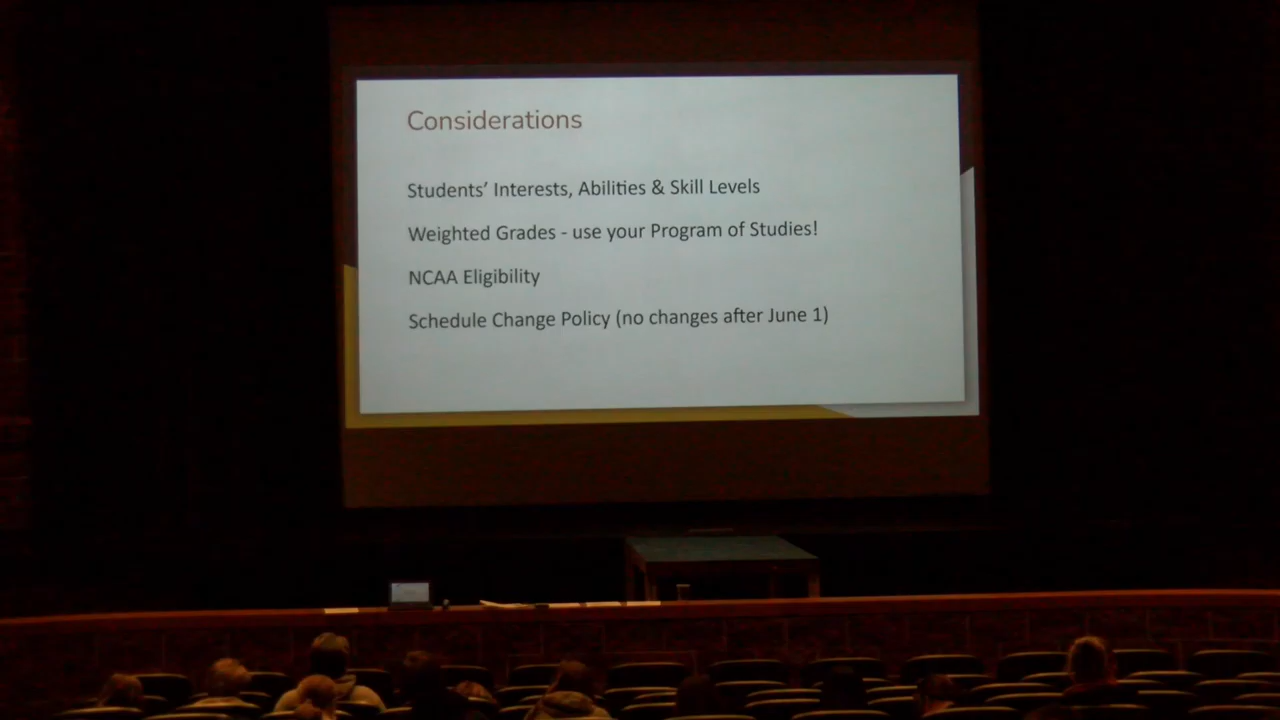 Considerations
Students’ Interests, Abilities & Skill Levels
Weighted Grades - use your Program of Studies!
NCAA Eligibility
Schedule Change Policy (no changes after June 1)